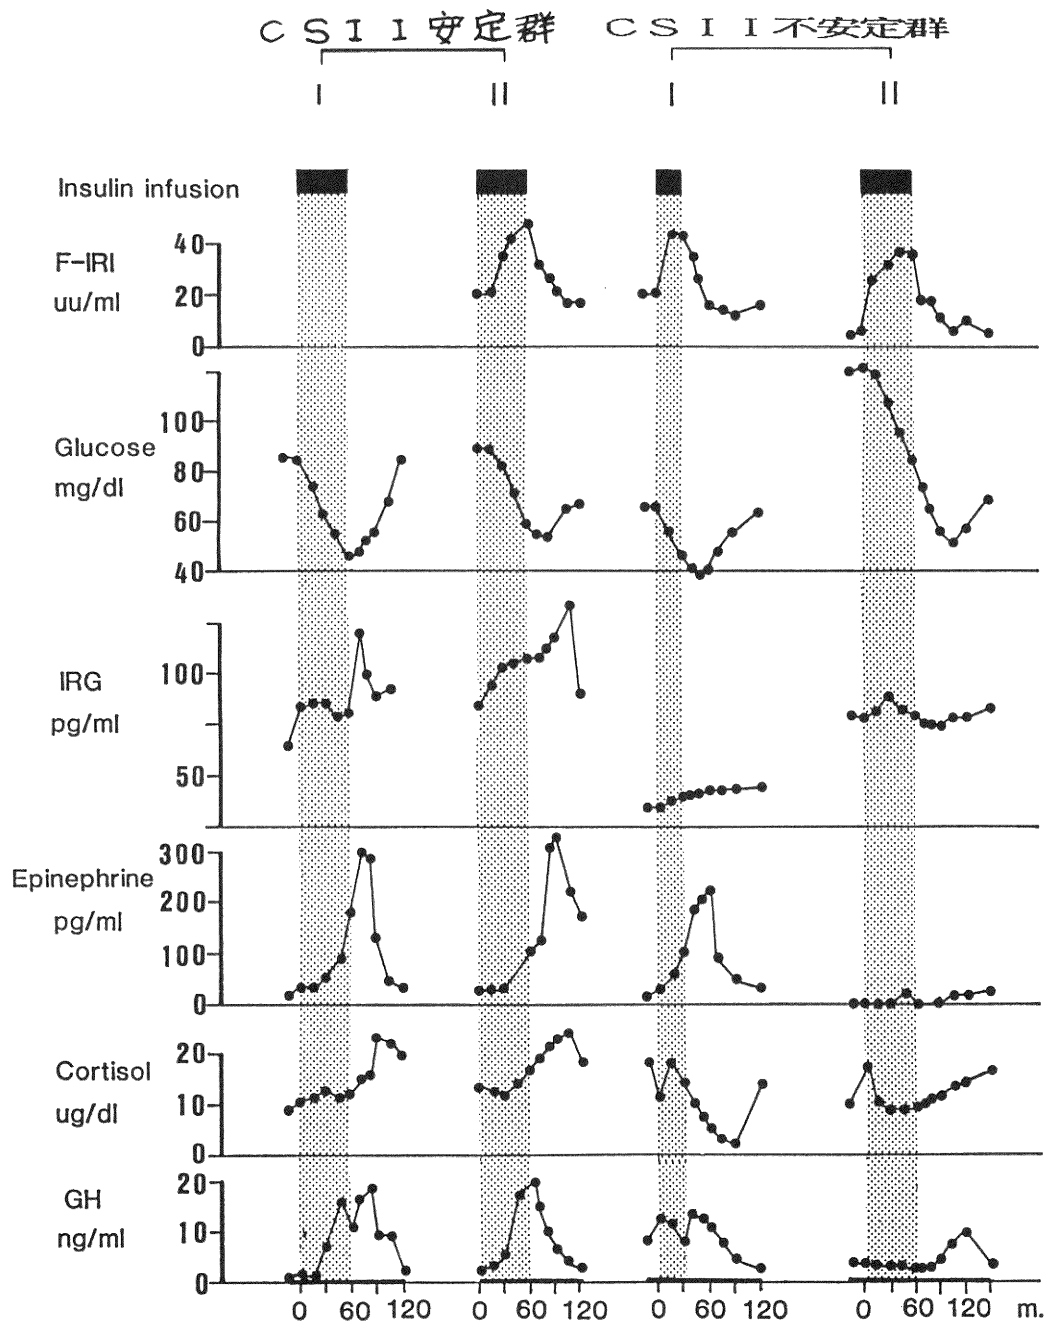 CSII安定群 CSII不安定群
I II I II
Insulin infusion
F-IRI
uu/ml
40
20
0
Glucose
mg/dl
100
80
60
40
IRG
pg/ml
100
50
Epinephrine
pg/ml
300
200
100
0
Cortisol
ug/dl
20
10
0
GH
ng/ml
20
10
0
0 60 120 0 60 120 0 60 120 0 60 120 m.